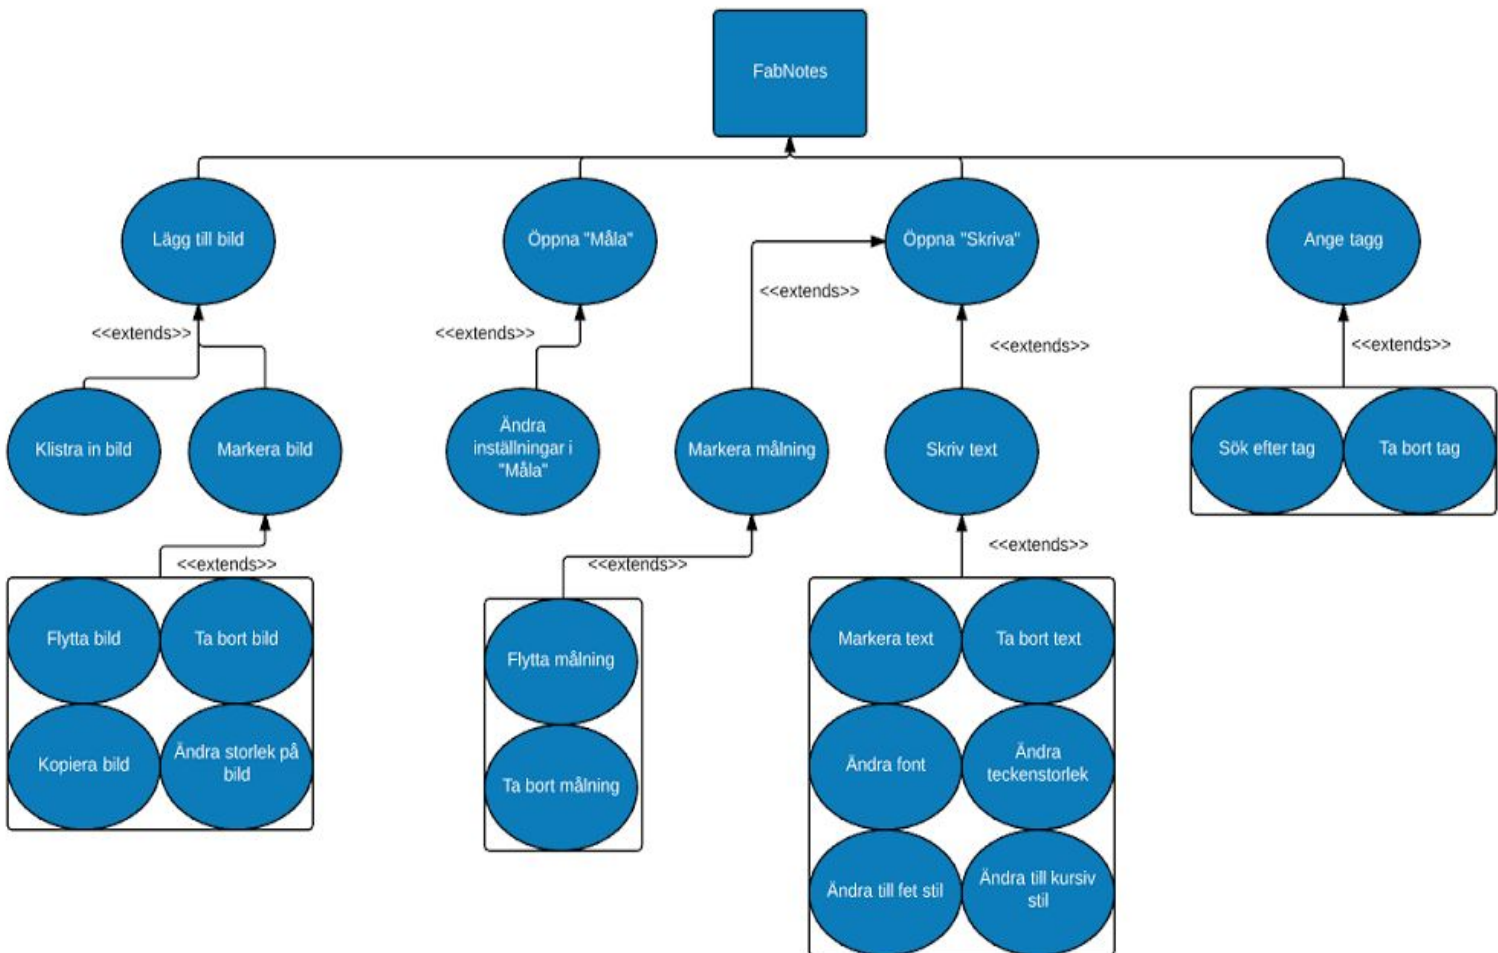 FabNotes
Lägg till bild
Öppna "Måla"
Öppna "Skriva"
Ange tagg
<<extends>>
<<extends>>
<<extends>>
<<extends>>
<<extends>>
Klistra in bild
Markera bild
Ändra
inställningar i
"Måla"
Markera målning
Skriv text
Sök efter tag
Ta bort tag
<<extends>>
<<extends>>
<<extends>>
Flytta bild
Ta bort bild
Kopiera bild
Ändra storlek på
bild
Flytta målning
Ta bort målning
Markera text
Ta bort text
Ändra font
Ändra
teckenstorlek
Ändra till fet stil
Ändra till kursiv
stil